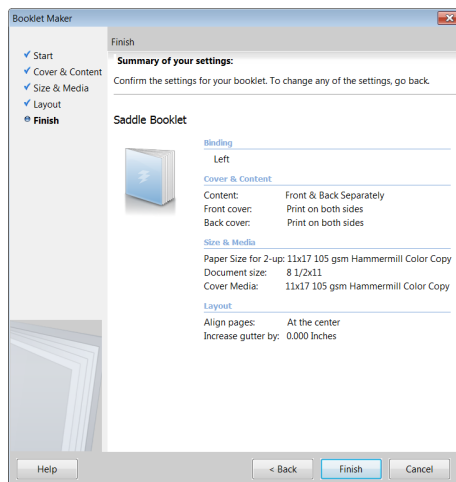 Booklet Maker
Start
Cover & Content
Size & Media
Layout
Finish
Finish
Summary of your settings:
Confirm the settings for your booklet. To change any of the settings, go back.
Saddle Booklet
Binding
Left
Cover & Content
Content: Front & Back Separately
Front cover: Print on both sides
Back cover: Print on both sides
Size & Media
Paper Size for 2-up: 11x17 105 gsm Hammermill Color Copy
Document size: 8 1/2x11
Cover Media: 11x17 105 gsm Hammermill Color Copy
Layout
Align pages: At the center
Increase gutter by: 0.000 Inches
Help
< Back
Finish
Cancel